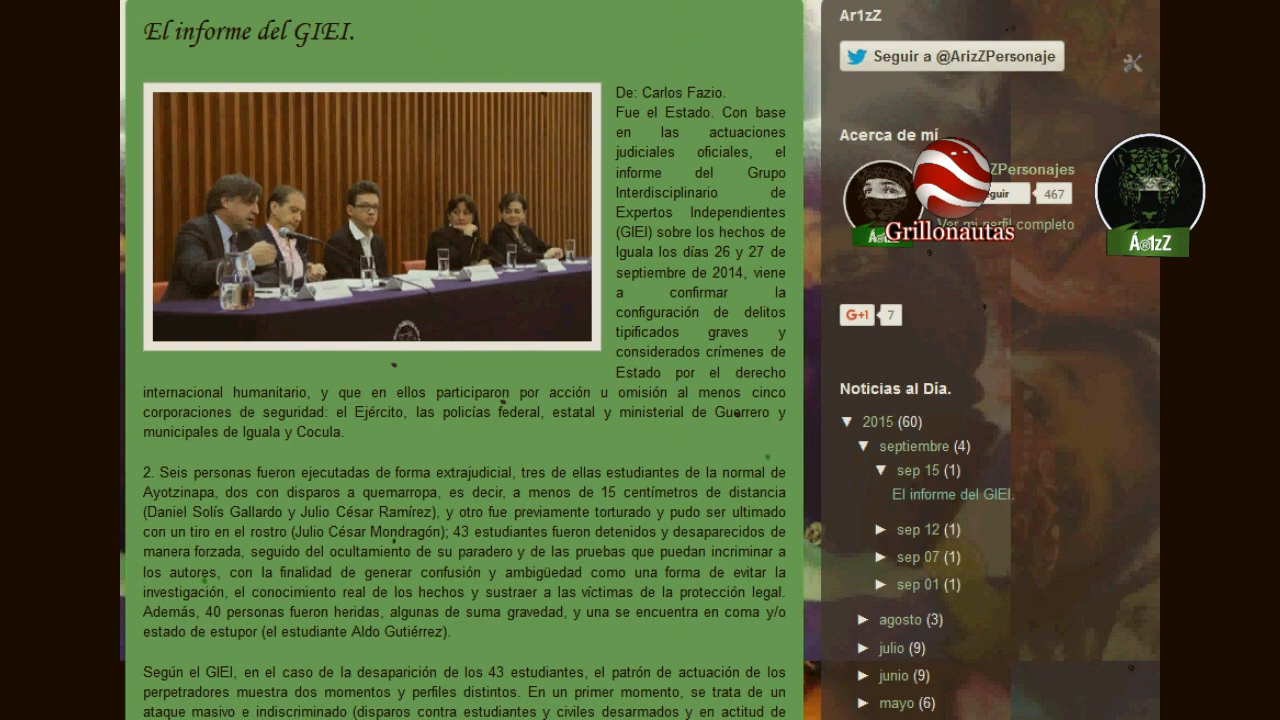 El informe del GIEI.
De: Carlos Fazio.
Fue el Estado. Con base
en las actuaciones
judiciales oficiales, el
informe del Grupo
Interdisciplinario de
Expertos Independientes
(GIEI) sobre los hechos de
Iguala los días 26 y 27 de
septiembre de 2014, viene
a confirmar la
configuración de delitos
tipificados graves y
considerados crímenes de
Estado por el derecho
internacional humanitario, y que en ellos participaron por acción u omisión al menos cinco
corporaciones de seguridad: el Ejército, las policías federal, estatal y ministerial de Guerrero y
municipales de Iguala y Cocula.
2. Seis personas fueron ejecutadas de forma extrajudicial, tres de ellas estudiantes de la normal de
Ayotzinapa, dos con disparos a quemarropa, es decir, a menos de 15 centímetros de distancia
(Daniel Solís Gallardo y Julio César Ramírez), y otro fue previamente torturado y pudo ser ultimado
con un tiro en el rostro (Julio César Mondragón); 43 estudiantes fueron detenidos y desaparecidos de
manera forzada, seguido del ocultamiento de su paradero y de las pruebas que puedan incriminar a
los autores, con la finalidad de generar confusión y ambigüedad como una forma de evitar la
investigación, el conocimiento real de los hechos y sustraer a las víctimas de la protección legal.
Además, 40 personas fueron heridas, algunas de suma gravedad, y una se encuentra en coma y/o
estado de estupor (el estudiante Aldo Gutiérrez).
Según el GIEI, en el caso de la desaparición de los 43 estudiantes, el patrón de actuación de los
perpetradores muestra dos momentos y perfiles distintos. En un primer momento, se trata de un
ataque masivo e indiscriminado (disparos contra estudiantes y civiles desarmados y en actitud de
Ar1zZ
Seguir a @ArizZPersonaje
Acerca de mí
ZPersonajes
guir 467
Ver mi perfil completo
Grillonautas
Á@1zZ
G+1 7
Noticias al Día.
▼ 2015 (60)
▼ septiembre (4)
▼ sep 15 (1)
El informe del GIEI.
► sep 12 (1)
► sep 07 (1)
► sep 01 (1)
► agosto (3)
► julio (9)
► junio (9)
► mayo (6)